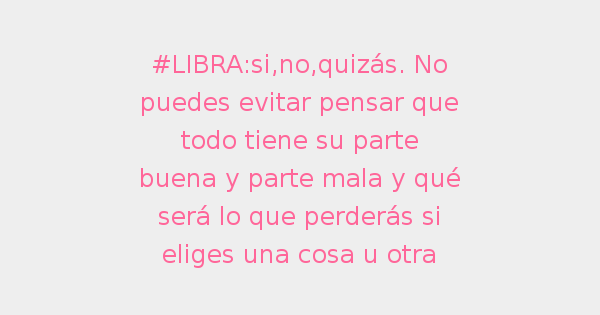 #LIBRA:si,no,quizás. No
puedes evitar pensar que
todo tiene su parte
buena y parte mala y qué
será lo que perderás si
eliges una cosa u otra